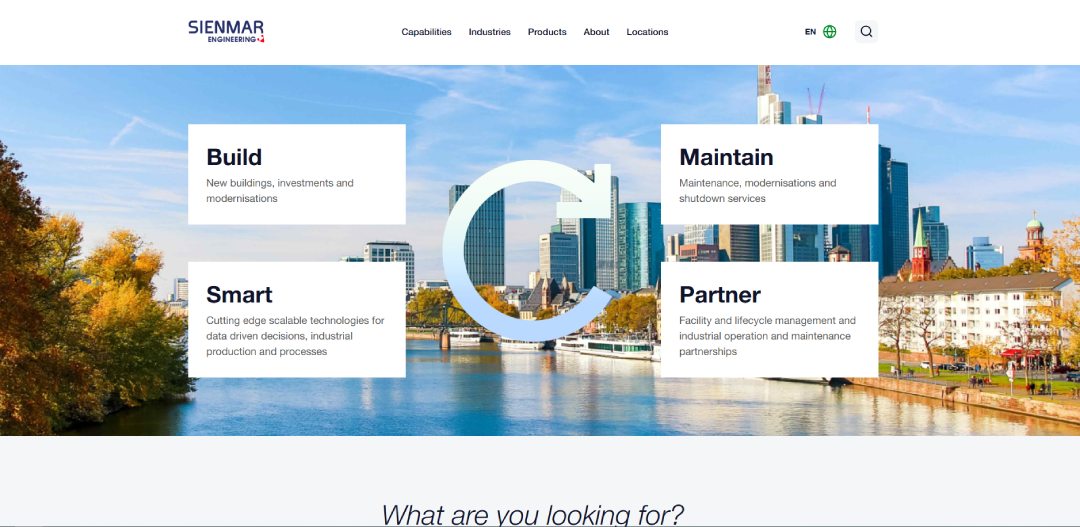 SIENMAR
ENGINEERING
Capabilities Industries Products About Locations
EN
Build
New buildings, investments and
modernisations
Maintain
Maintenance, modernisations and
shutdown services
Smart
Cutting edge scalable technologies for
data driven decisions, industrial
production and processes
Partner
Facility and lifecycle management and
industrial operation and maintenance
partnerships
What are you looking for?